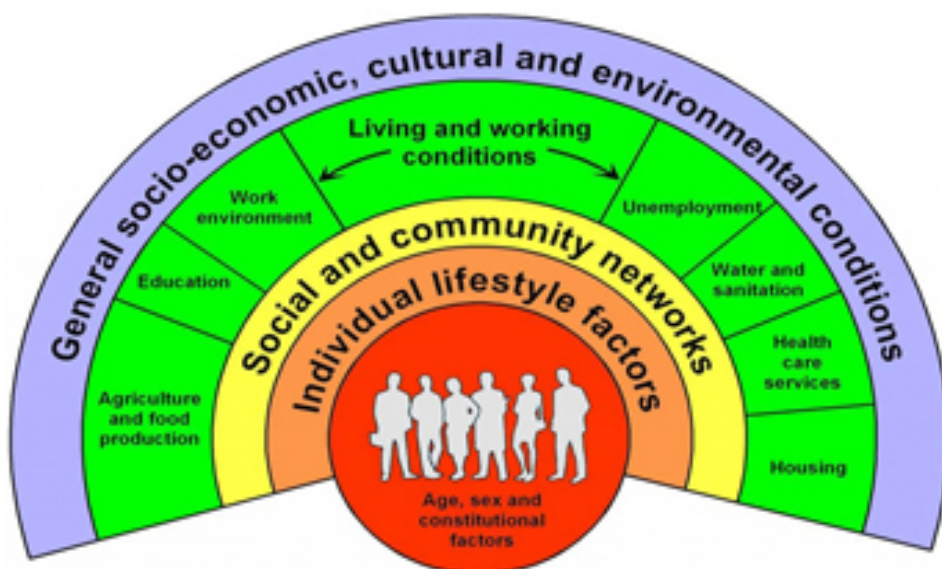 General socio-economic, cultural and environmental conditions
Living and working
conditions
Work
environment
Education
Agriculture
and food
production
Unemployment
Water and
sanitation
Health
care
services
Housing
Social and community networks
Individual lifestyle factors
Age, sex and
constitutional
factors